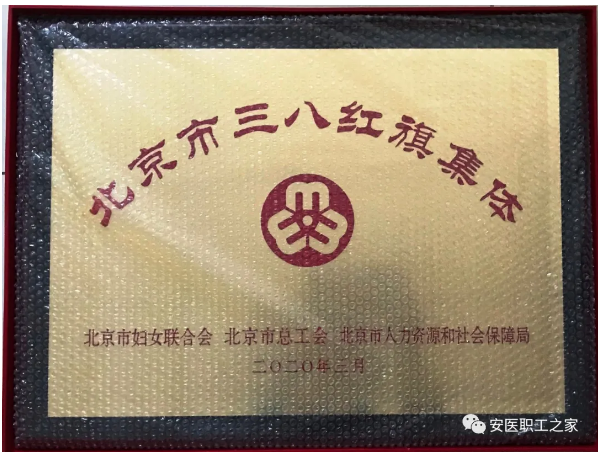 北京市三八红旗集体
北京市妇女联合会 北京市总工会 北京市人力资源和社会保障局
二〇二〇年三月
安医职工之家